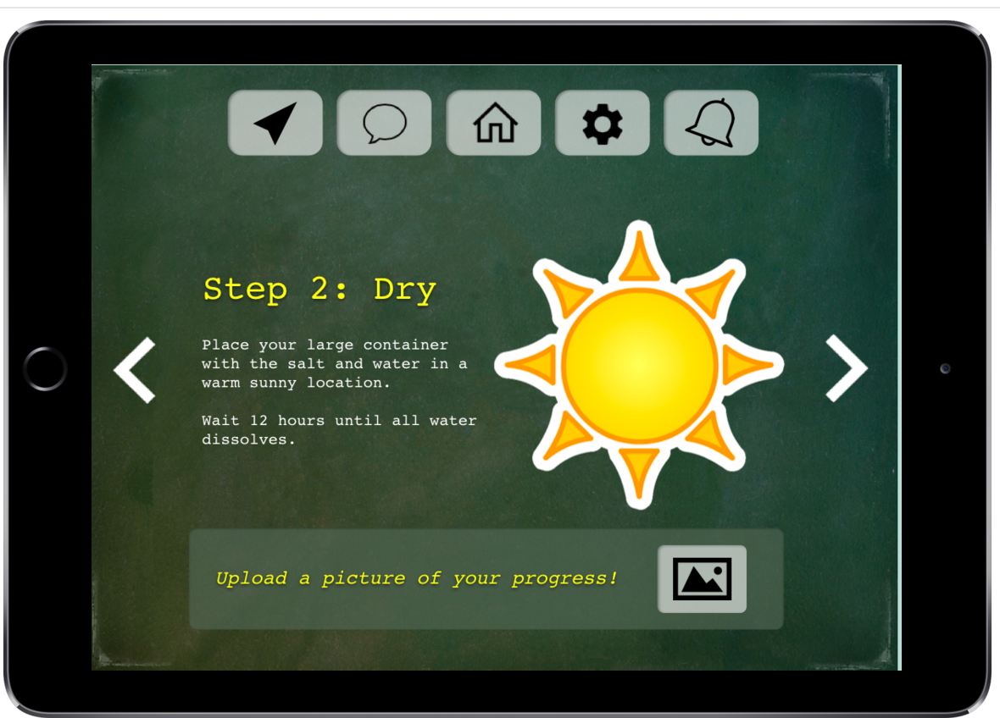 Step 2: Dry
Place your large container
with the salt and water in a
warm sunny location.
Wait 12 hours until all water
dissolves.
Upload a picture of your progress!